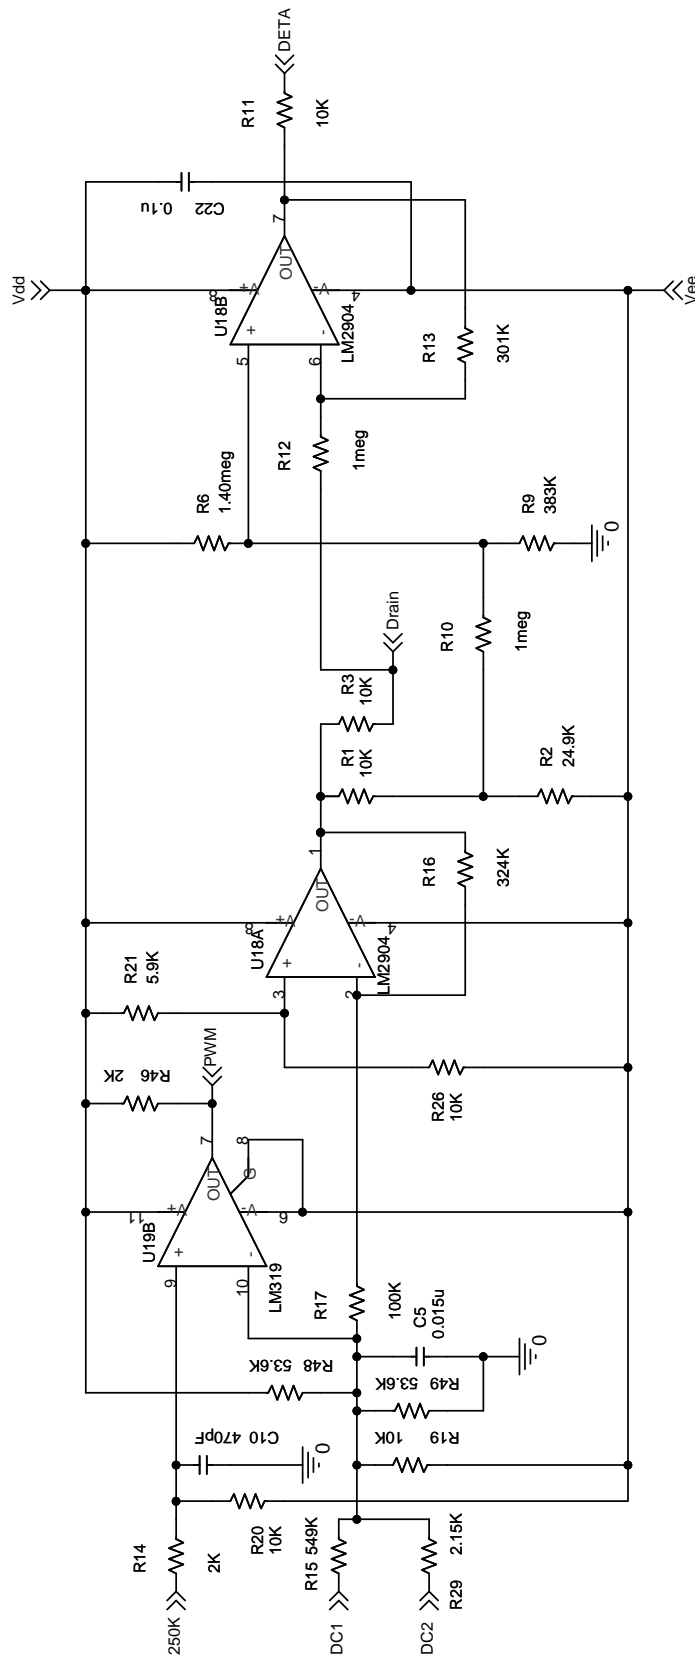 Vdd
DETA
R11
10K
C22
0.1u
7
OUT
8
V+
U18B
+
-
V-
4
LM2904
5
6
Vee
R13
301K
R12
1meg
R6
1.40meg
R9
383K
0
Drain
R10
1meg
R3
10K
R1
10K
R2
24.9K
1
OUT
8
V+
U18A
+
-
V-
4
LM2904
3
2
R16
324K
R21
5.9K
R26
10K
PWM
R46
2K
7
OUT
8
G
11
V+
U19B
+
-
V-
6
LM319
9
10
R17
100K
C5
0.015u
0
R48
53.6K
R49
53.6K
R19
10K
C10
470pF
0
R20
10K
R14
2K
250K
R15
549K
DC1
2.15K
R29
DC2